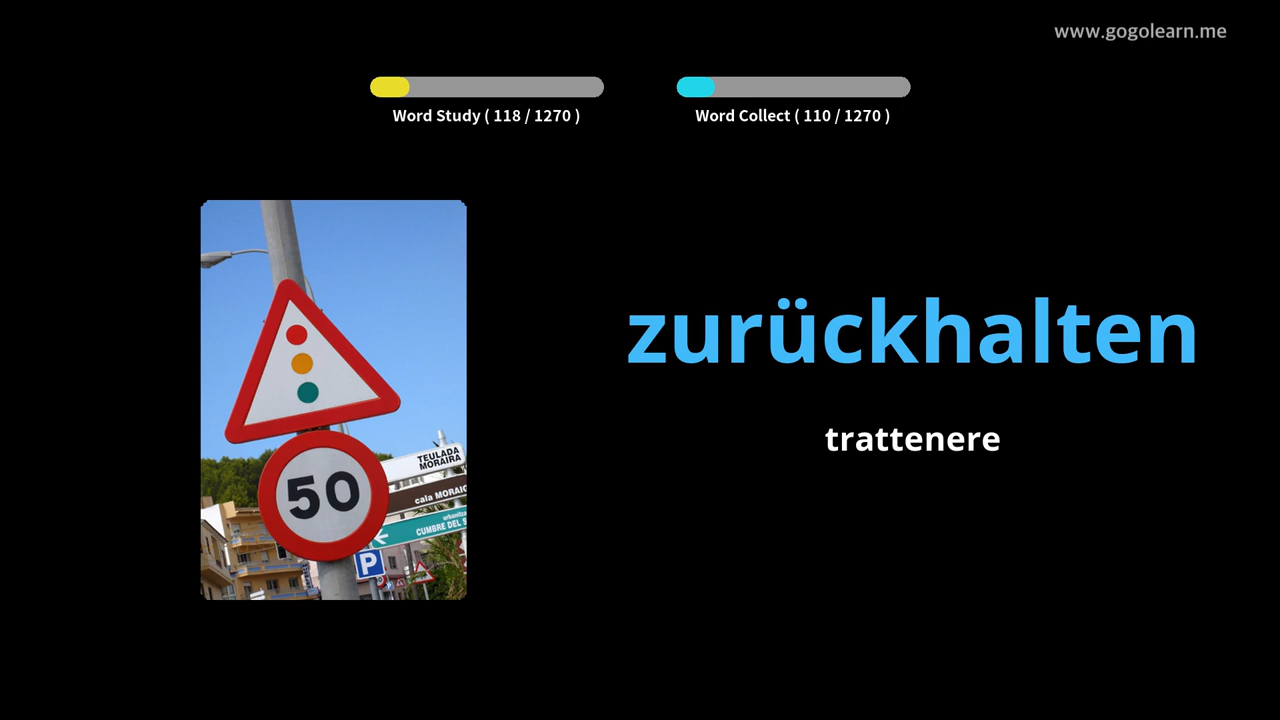 www.gogolearn.me
Word Study ( 118 / 1270 )
Word Collect ( 110 / 1270 )
zurückhalten
trattenere
TEULADA
MORAIRA
50
cala MORAIG
urbanitza
CUMBRE DEL S
P